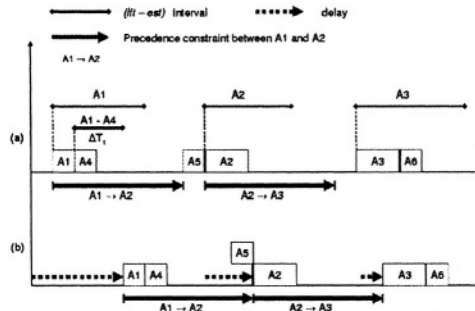 (lft – est) Interval
delay
Precedence constraint between A1 and A2
A1 → A2
A1
A2
A3
A1 - A4
ΔT₁
(a)
A1 A4
A5 A2
A3 A6
A1 → A2
A2 → A3
(b)
A5
A1 A4
A2
A3 A6
A1 → A2
A2 → A3